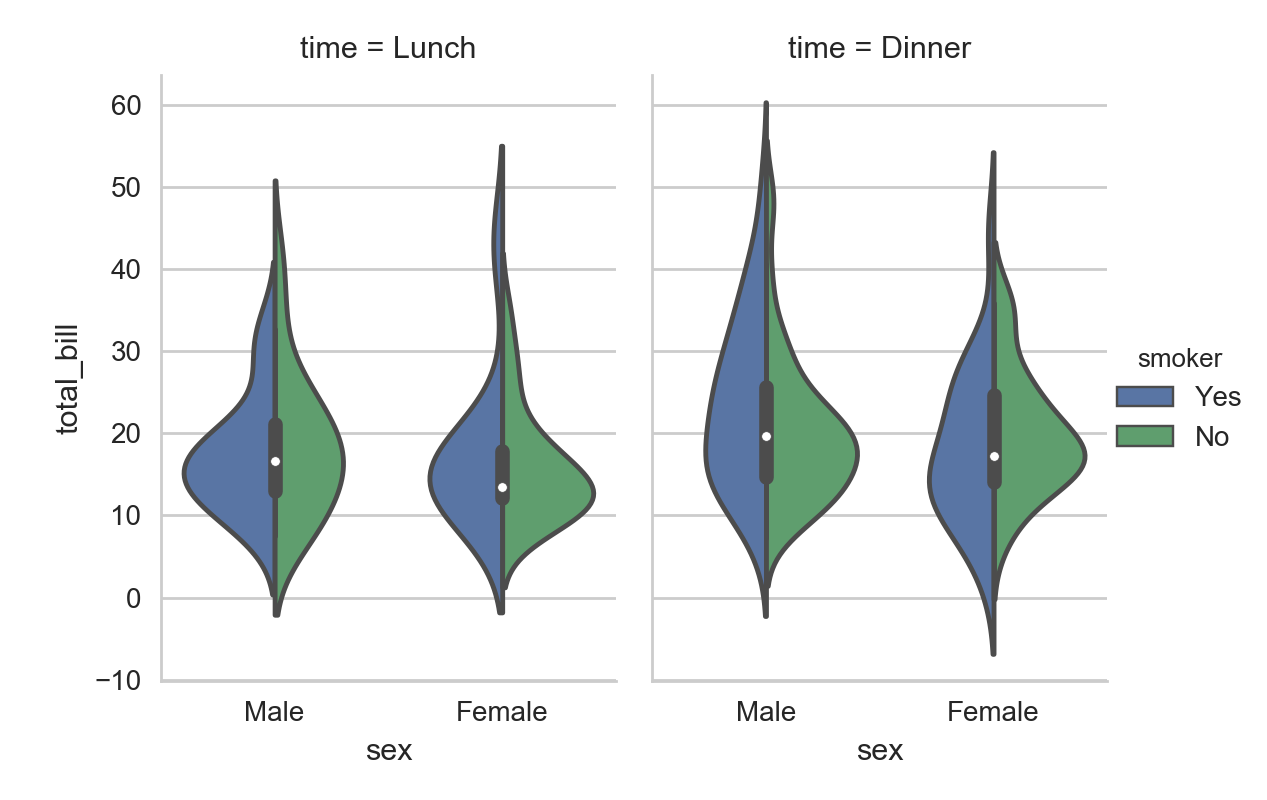 time = Lunch
time = Dinner
60
50
40
30
20
10
0
−10
total_bill
Male
Female
Male
Female
sex
sex
smoker
Yes
No